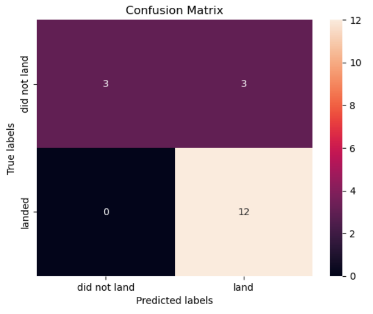 Confusion Matrix
12
10
8
6
4
2
0
True labels
did not land
landed
3
3
0
12
did not land
land
Predicted labels